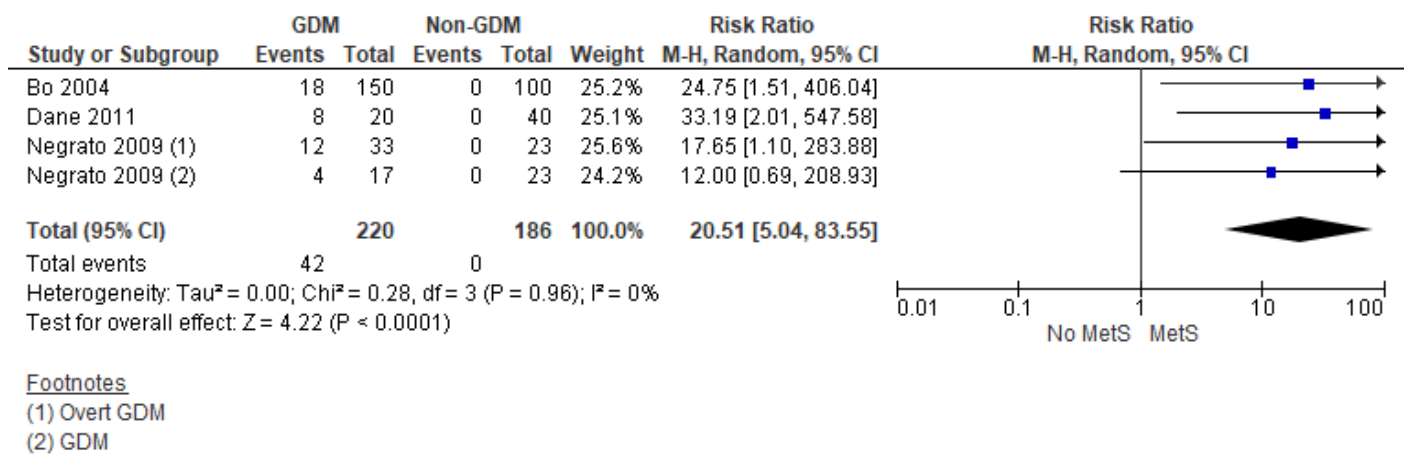 GDM Non-GDM Risk Ratio Risk Ratio
Study or Subgroup Events Total Events Total Weight M-H, Random, 95% CI M-H, Random, 95% CI
Bo 2004 18 150 0 100 25.2% 24.75 [1.51, 406.04]
Dane 2011 8 20 0 40 25.1% 33.19 [2.01, 547.58]
Negrato 2009 (1) 12 33 0 23 25.6% 17.65 [1.10, 283.88]
Negrato 2009 (2) 4 17 0 23 24.2% 12.00 [0.69, 208.93]
Total (95% CI) 220 186 100.0% 20.51 [5.04, 83.55]
Total events 42 0
Heterogeneity: Tau² = 0.00; Chi² = 0.28, df = 3 (P = 0.96); I² = 0%
Test for overall effect: Z = 4.22 (P < 0.0001)
0.01 0.1 1 10 100
No MetS MetS
Footnotes
(1) Overt GDM
(2) GDM